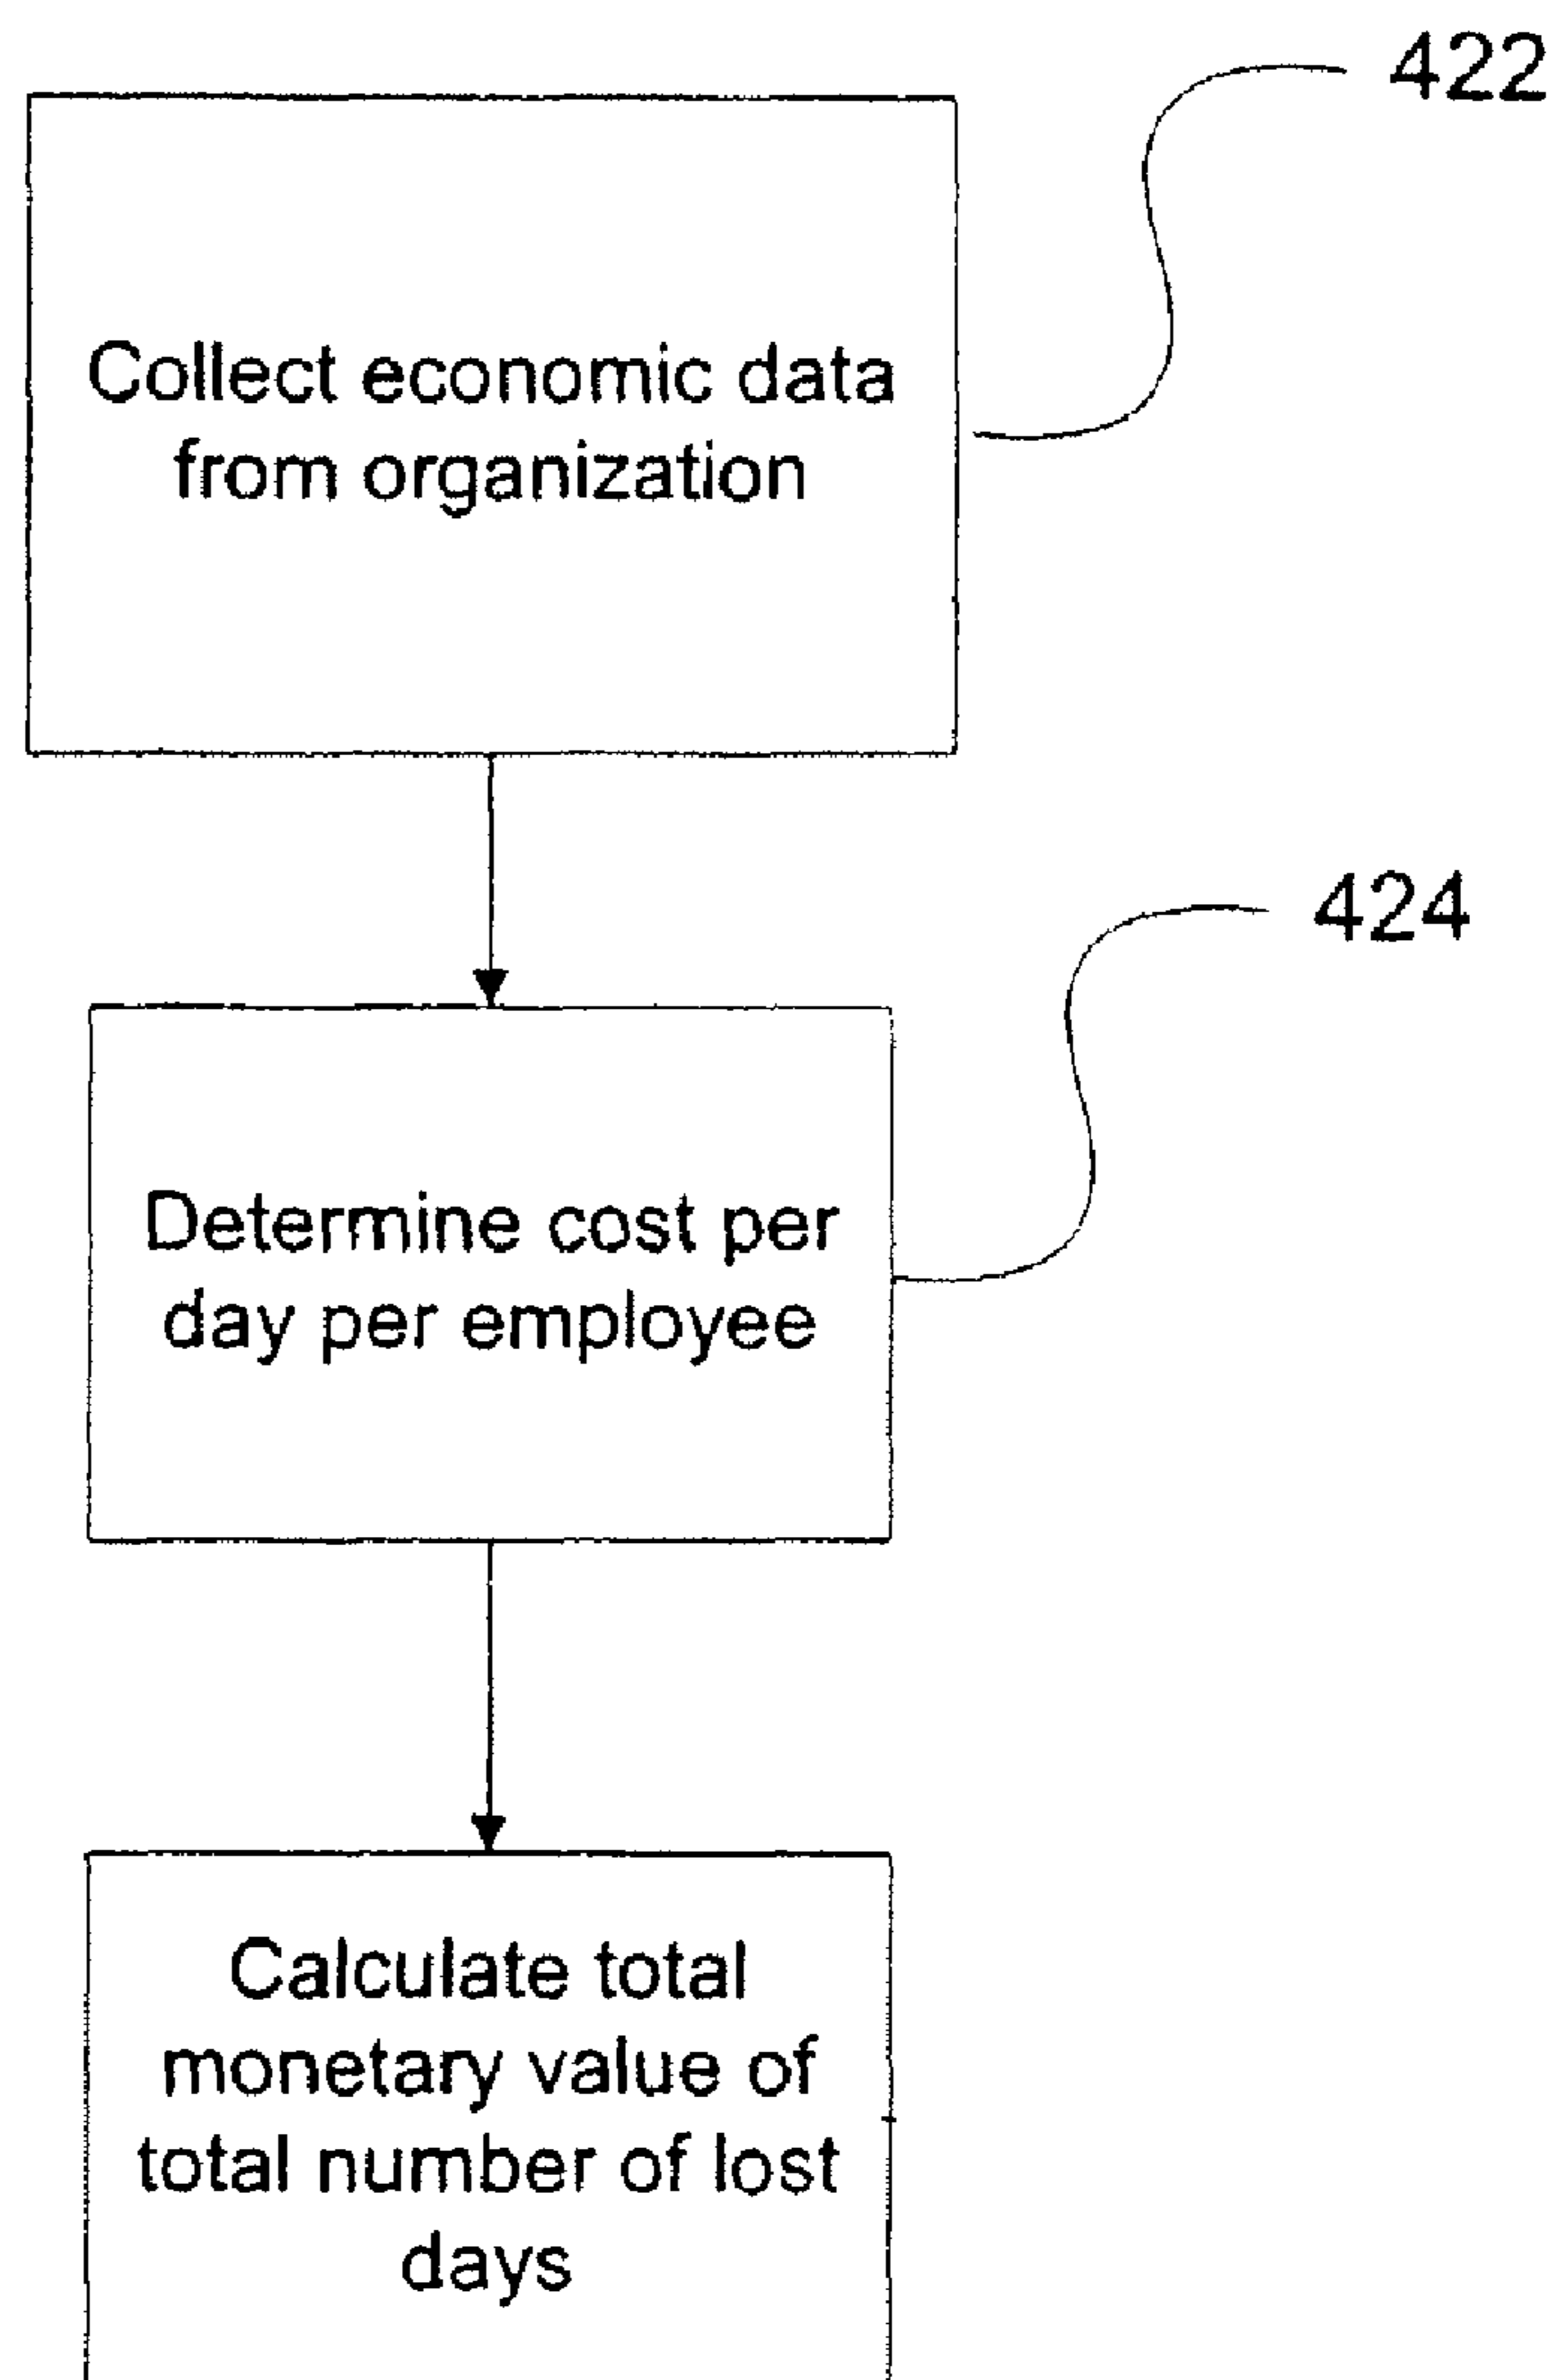 422
Collect economic data
from organization
424
Determine cost per
day per employee
Calculate total
monetary value of
total number of lost
days